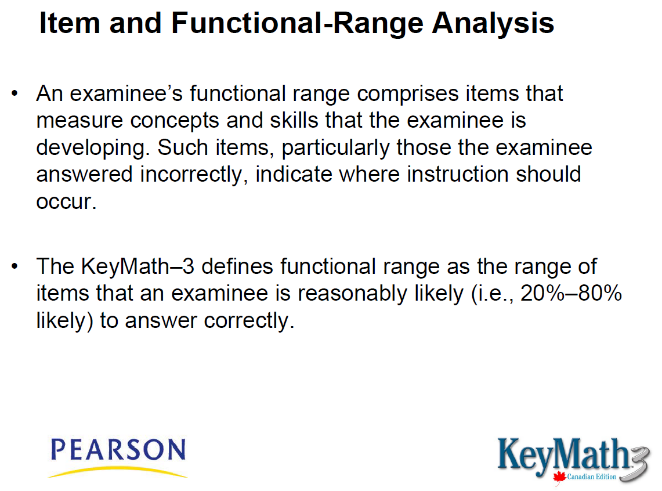 Item and Functional-Range Analysis
• An examinee's functional range comprises items that
measure concepts and skills that the examinee is
developing. Such items, particularly those the examinee
answered incorrectly, indicate where instruction should
occur.
• The KeyMath–3 defines functional range as the range of
items that an examinee is reasonably likely (i.e., 20%–80%
likely) to answer correctly.
PEARSON
KeyMath 3
Canadian Edition